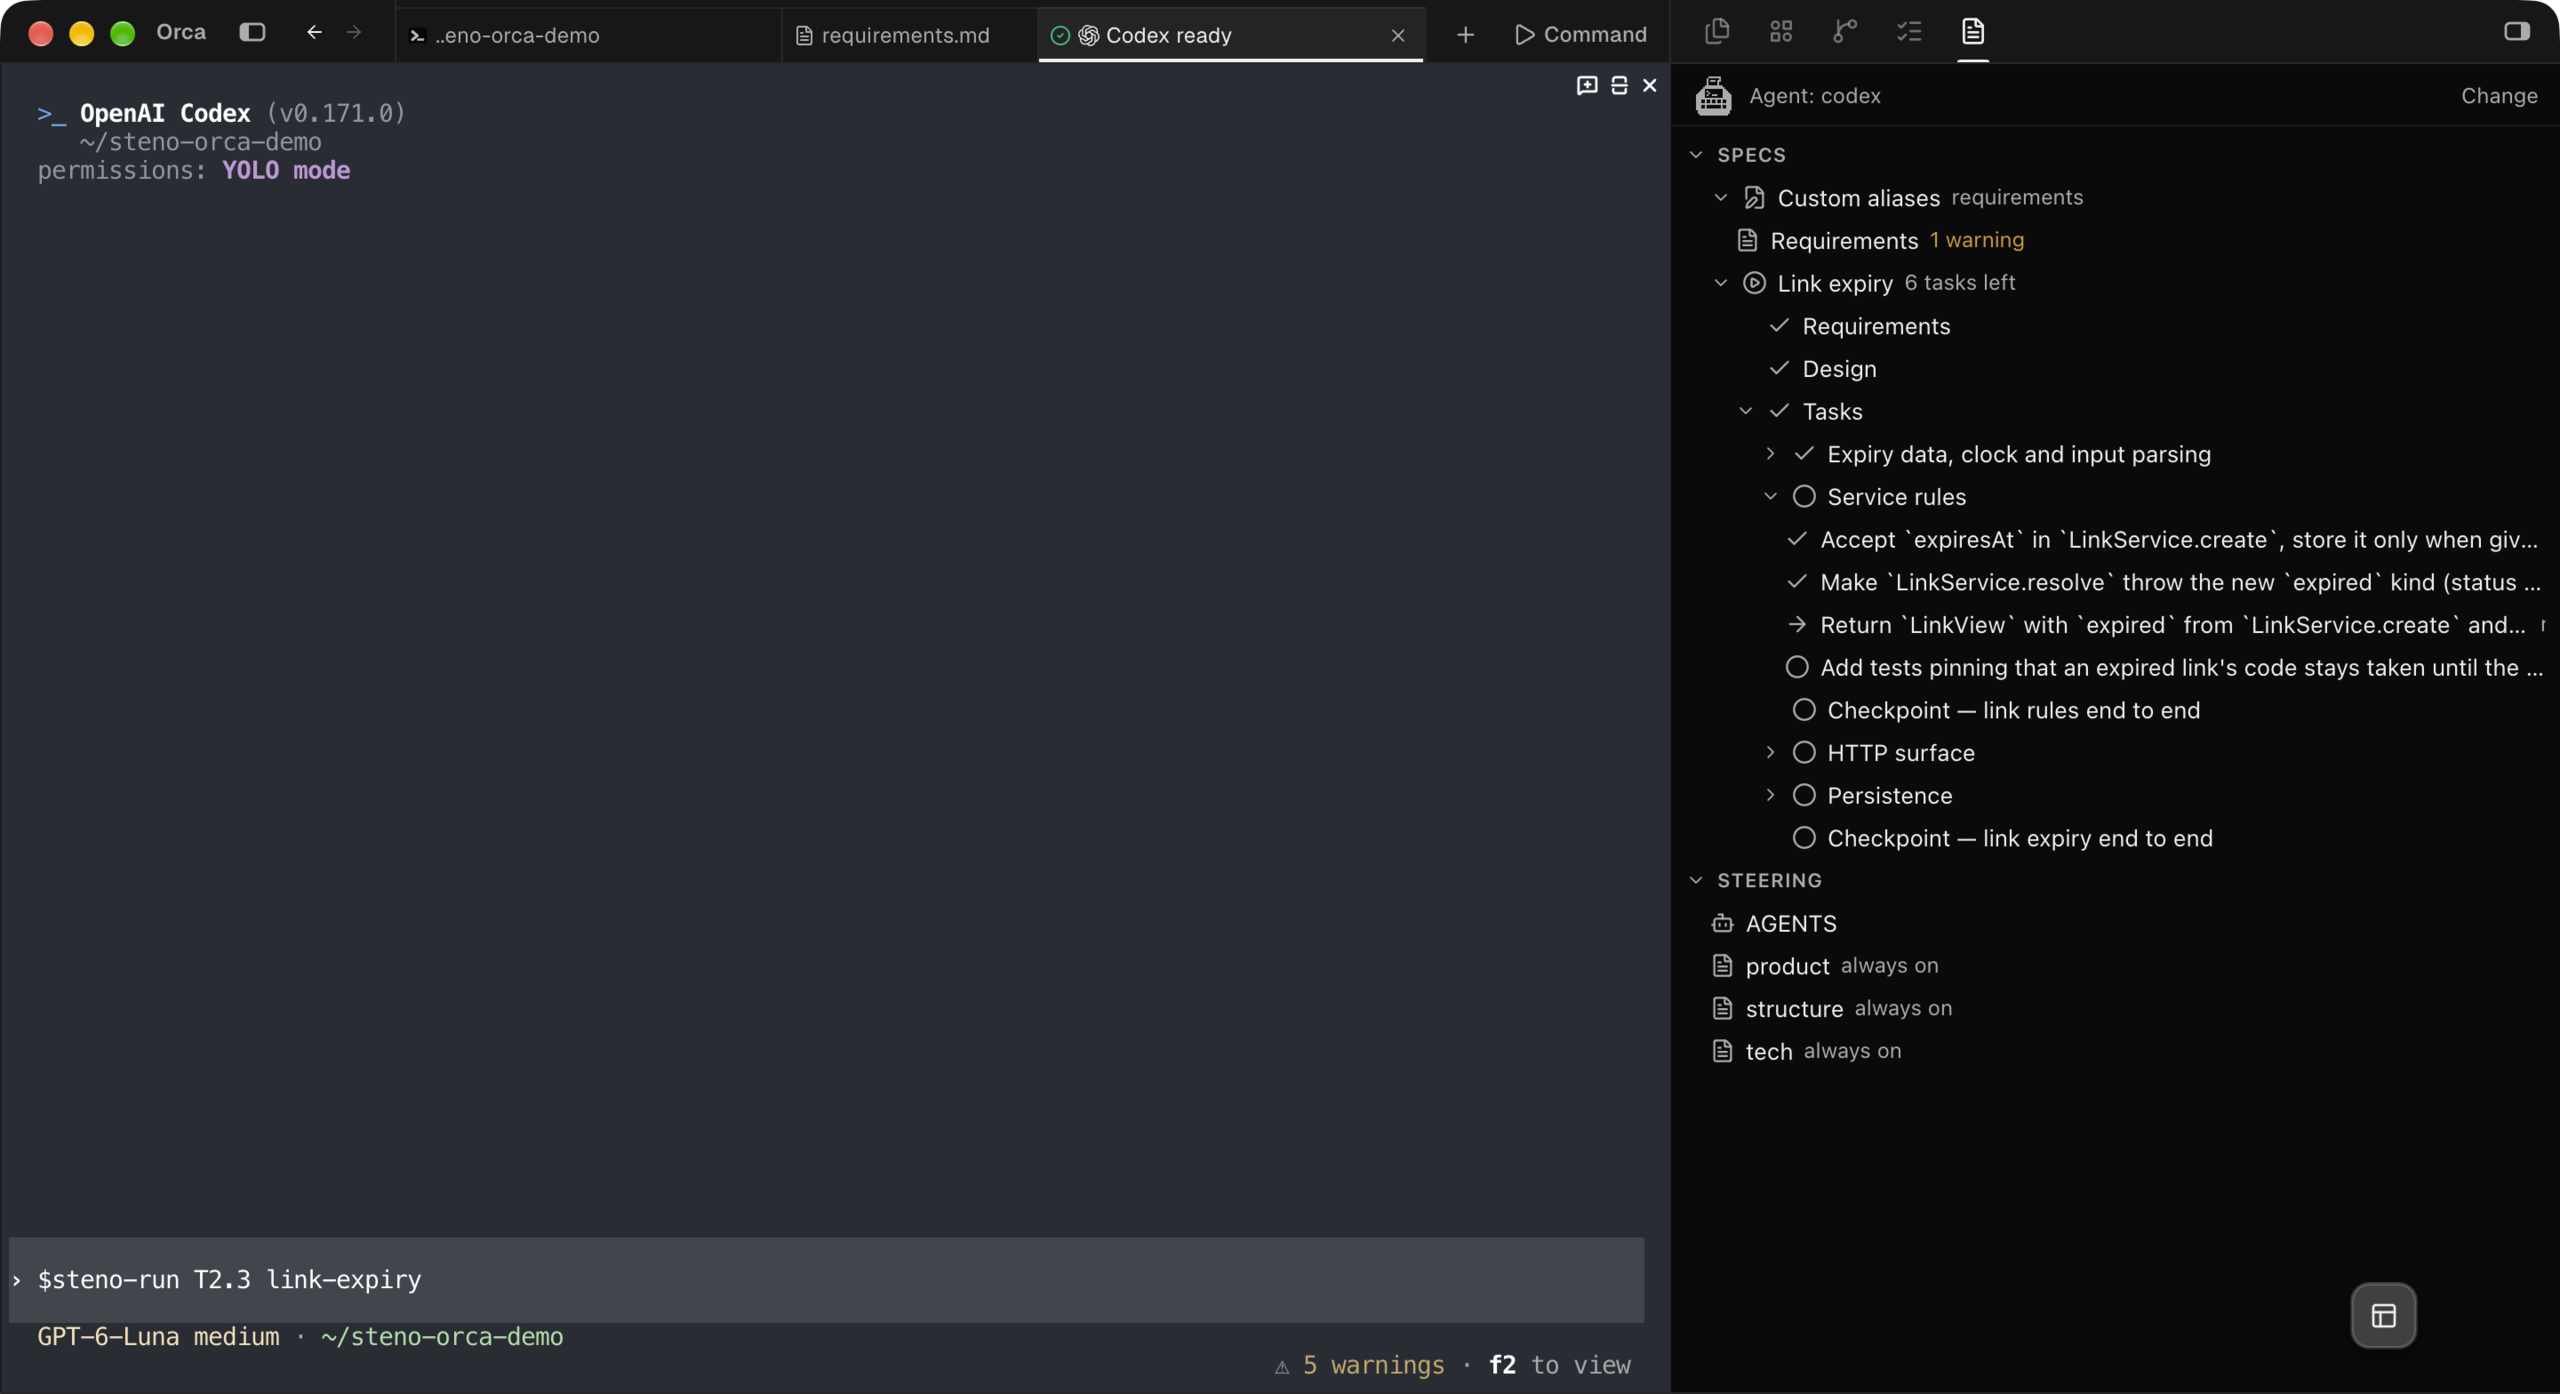 Orca
..eno-orca-demo
requirements.md
Codex ready
Command
>_ OpenAI Codex (v0.171.0)
~/steno-orca-demo
permissions: YOLO mode
› $steno-run T2.3 link-expiry
GPT-6-Luna medium · ~/steno-orca-demo
⚠ 5 warnings · f2 to view
Agent: codex
Change
SPECS
Custom aliases requirements
Requirements 1 warning
Link expiry 6 tasks left
Requirements
Design
Tasks
Expiry data, clock and input parsing
Service rules
Accept `expiresAt` in `LinkService.create`, store it only when giv...
Make `LinkService.resolve` throw the new `expired` kind (status ...
Return `LinkView` with `expired` from `LinkService.create` and...
Add tests pinning that an expired link's code stays taken until the ...
Checkpoint — link rules end to end
HTTP surface
Persistence
Checkpoint — link expiry end to end
STEERING
AGENTS
product always on
structure always on
tech always on